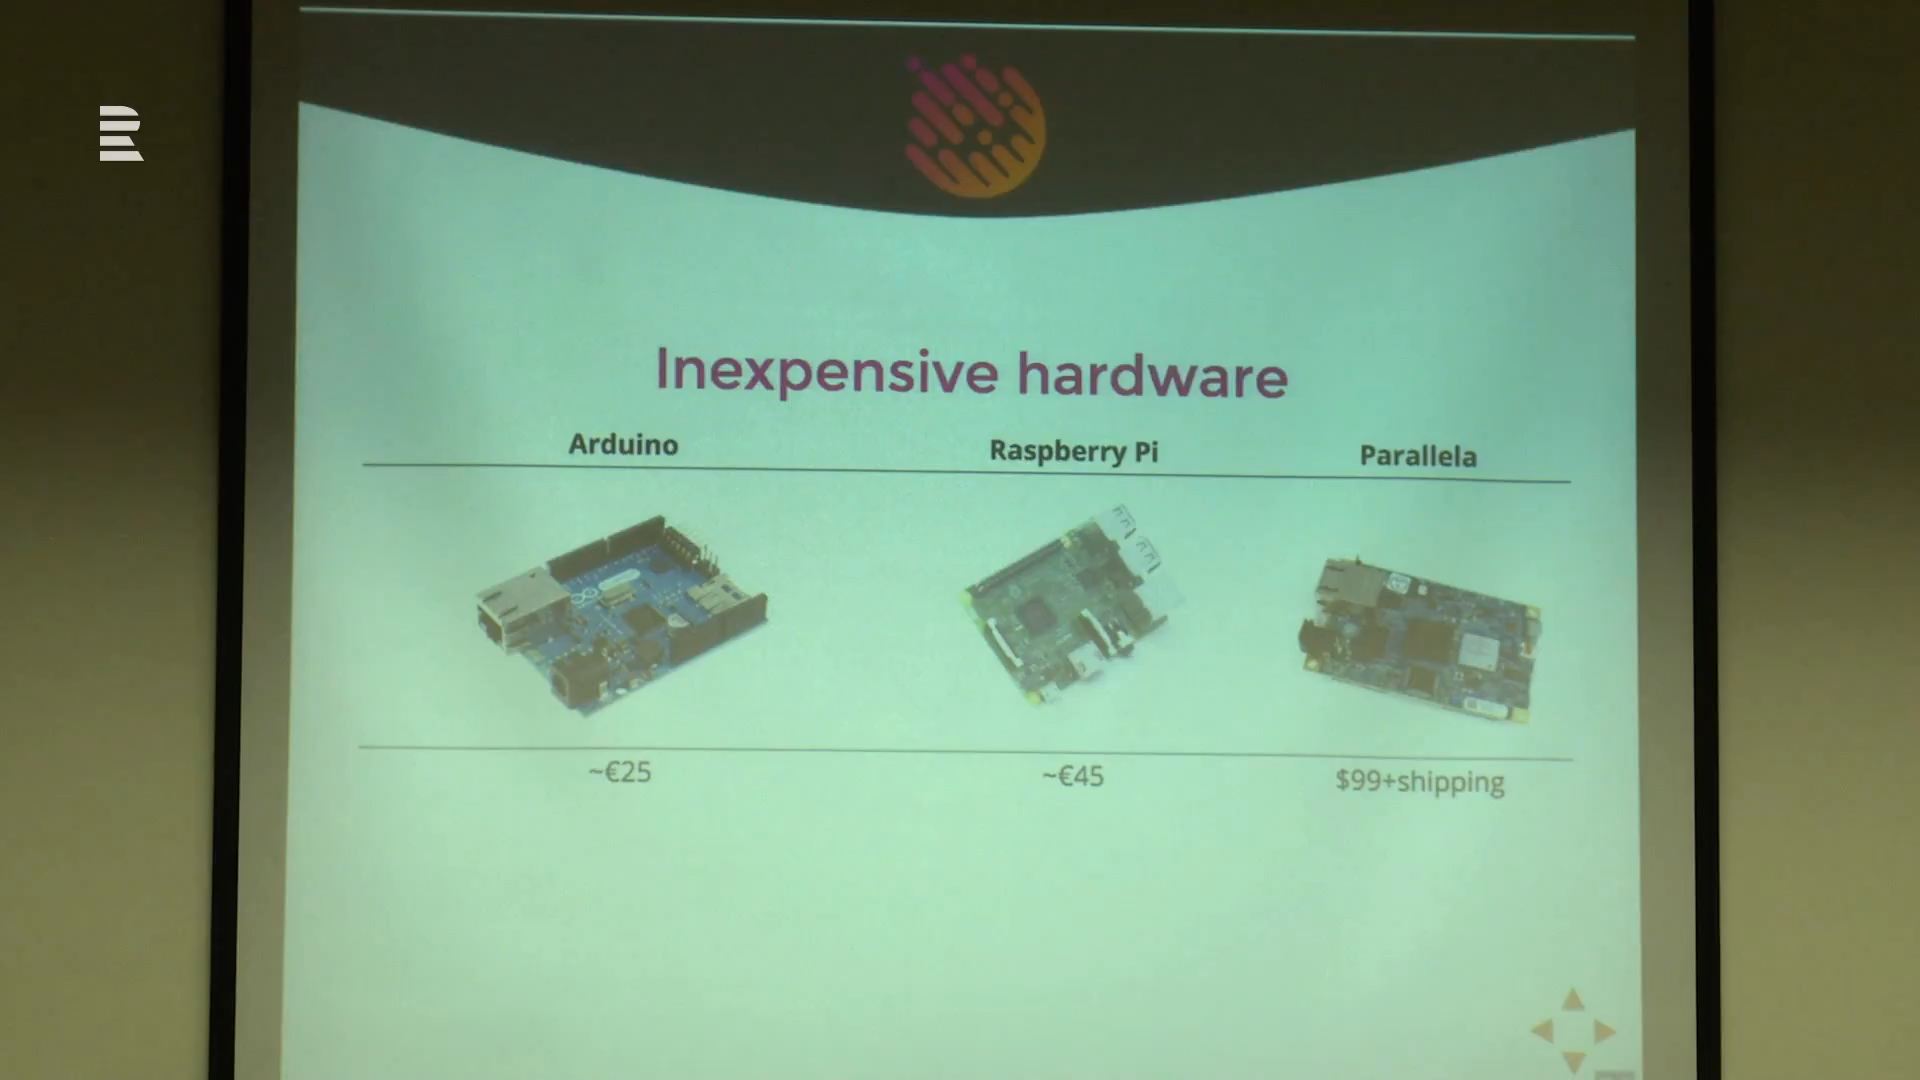 Inexpensive hardware
Arduino Raspberry Pi Parallela
~€25 ~€45 $99+shipping